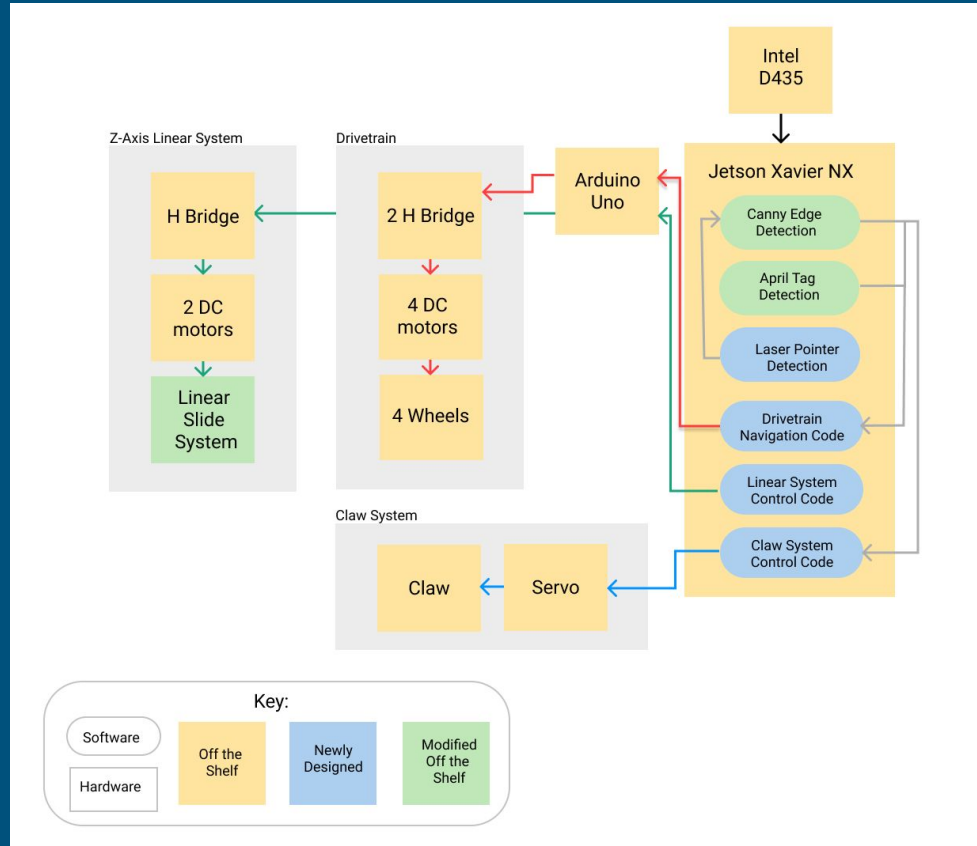 Intel
D435
Z-Axis Linear System
Drivetrain
H Bridge
2 H Bridge
Arduino
Uno
Jetson Xavier NX
Canny Edge
Detection
April Tag
Detection
2 DC
motors
4 DC
motors
Laser Pointer
Detection
Linear
Slide
System
4 Wheels
Drivetrain
Navigation Code
Linear System
Control Code
Claw System
Control Code
Claw System
Claw
Servo
Key:
Software
Hardware
Off the
Shelf
Newly
Designed
Modified
Off the
Shelf